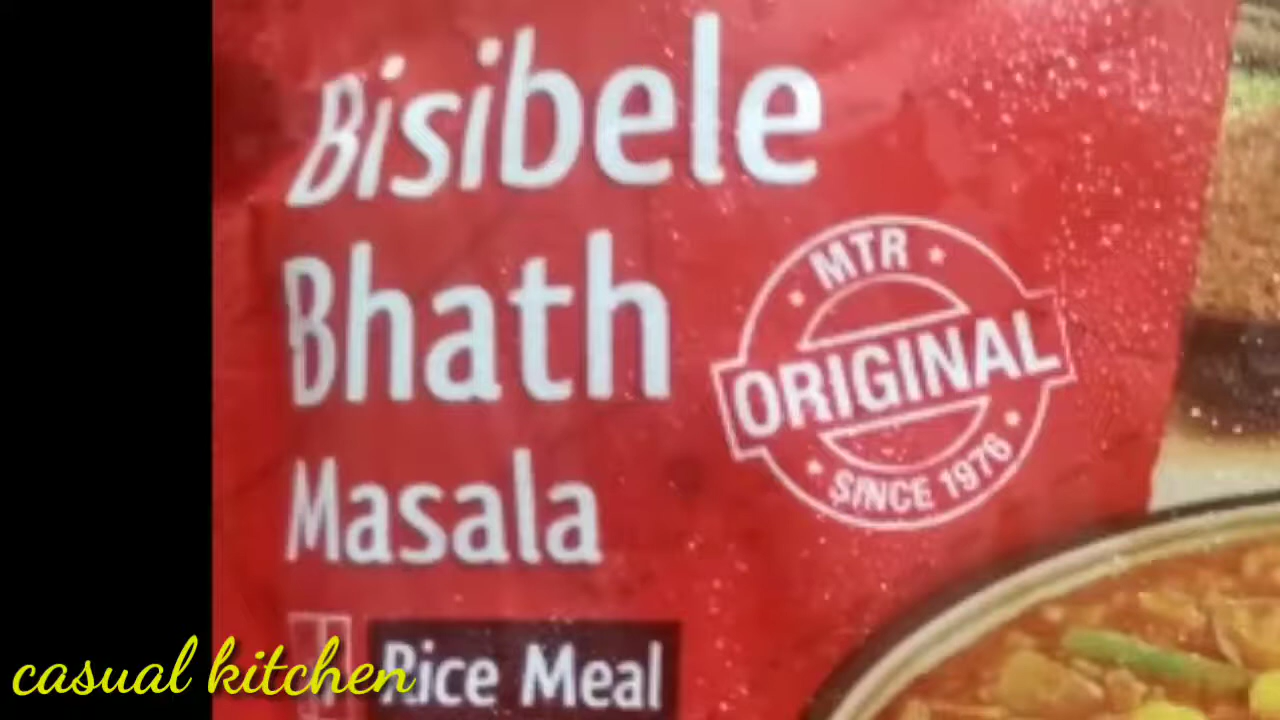 Bisibele
Bhath
Masala
MTR
ORIGINAL
SINCE 1976
Rice Meal
casual kitchen